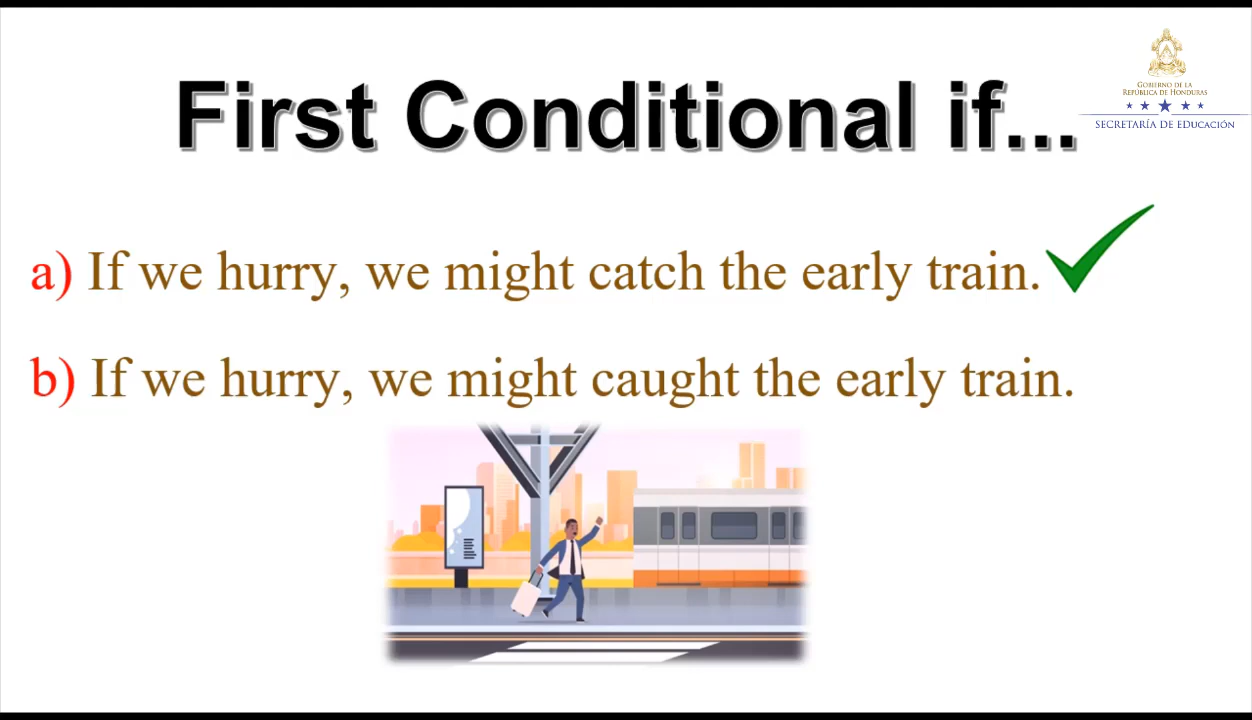 GOBIERNO DE LA
REPÚBLICA DE HONDURAS
SECRETARÍA DE EDUCACIÓN
First Conditional if...
a) If we hurry, we might catch the early train.
b) If we hurry, we might caught the early train.